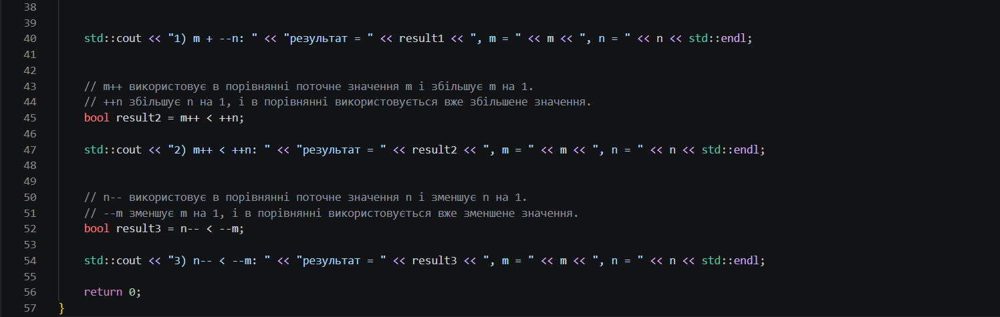 38
39
40 std::cout << "1) m + --n: " << "результат = " << result1 << ", m = " << m << ", n = " << n << std::endl;
41
42
43 // m++ використовує в порівнянні поточне значення m і збільшує m на 1.
44 // ++n збільшує n на 1, і в порівнянні використовується вже збільшене значення.
45 bool result2 = m++ < ++n;
46
47 std::cout << "2) m++ < ++n: " << "результат = " << result2 << ", m = " << m << ", n = " << n << std::endl;
48
49
50 // n-- використовує в порівнянні поточне значення n і зменшує n на 1.
51 // --m зменшує m на 1, і в порівнянні використовується вже зменшене значення.
52 bool result3 = n-- < --m;
53
54 std::cout << "3) n-- < --m: " << "результат = " << result3 << ", m = " << m << ", n = " << n << std::endl;
55
56 return 0;
57 }